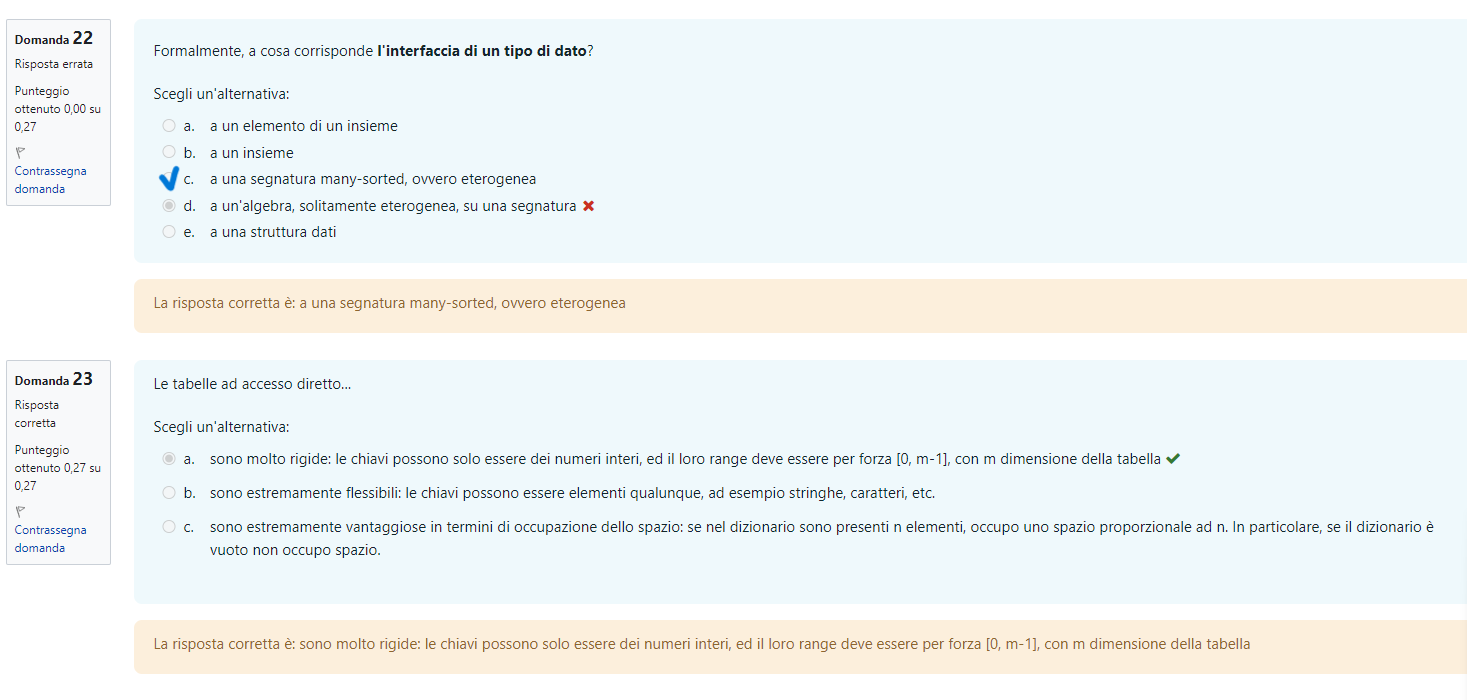 Domanda 22
Risposta errata
Punteggio
ottenuto 0,00 su
0,27
Contrassegna
domanda
Formalmente, a cosa corrisponde l'interfaccia di un tipo di dato?
Scegli un'alternativa:
a. a un elemento di un insieme
b. a un insieme
c. a una segnatura many-sorted, ovvero eterogenea
d. a un'algebra, solitamente eterogenea, su una segnatura
e. a una struttura dati
La risposta corretta è: a una segnatura many-sorted, ovvero eterogenea
Domanda 23
Risposta
corretta
Punteggio
ottenuto 0,27 su
0,27
Contrassegna
domanda
Le tabelle ad accesso diretto...
Scegli un'alternativa:
a. sono molto rigide: le chiavi possono solo essere dei numeri interi, ed il loro range deve essere per forza [0, m-1], con m dimensione della tabella
b. sono estremamente flessibili: le chiavi possono essere elementi qualunque, ad esempio stringhe, caratteri, etc.
c. sono estremamente vantaggiose in termini di occupazione dello spazio: se nel dizionario sono presenti n elementi, occupo uno spazio proporzionale ad n. In particolare, se il dizionario è
vuoto non occupo spazio.
La risposta corretta è: sono molto rigide: le chiavi possono solo essere dei numeri interi, ed il loro range deve essere per forza [0, m-1], con m dimensione della tabella